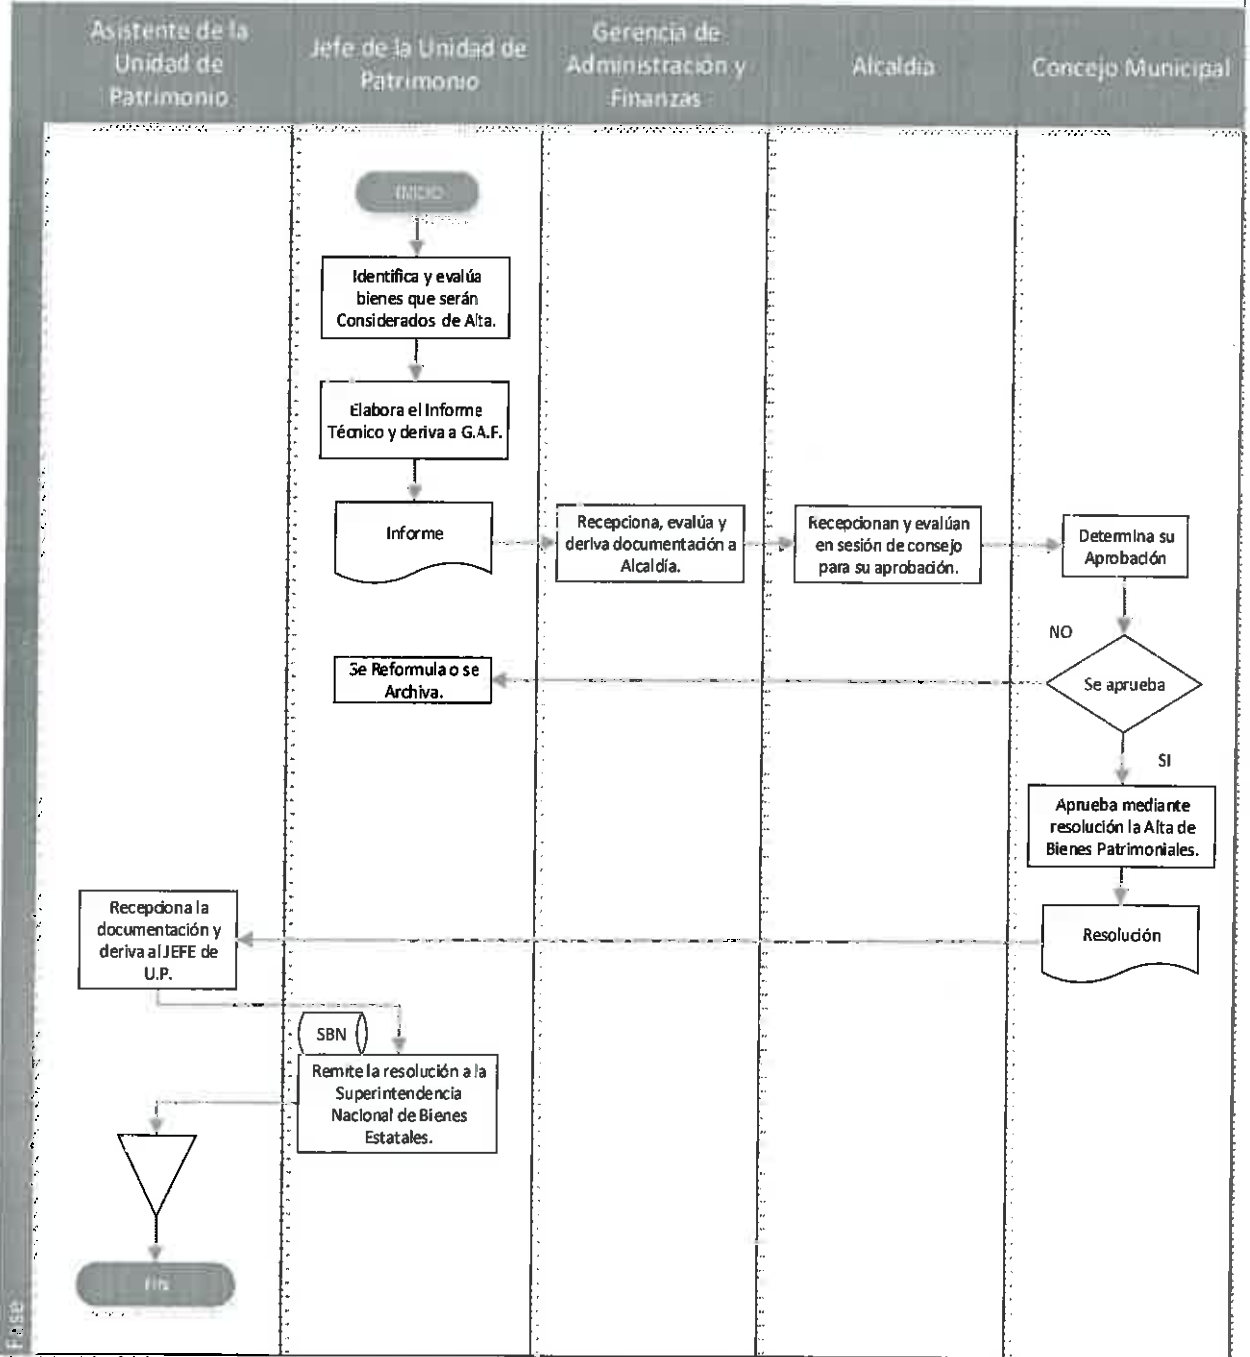 Asistente de la
Unidad de
Patrimonio
Jefe de la Unidad de
Patrimonio
Gerencia de
Administración y
Finanzas
Alcaldía
Concejo Municipal
INICIO
Identifica y evalúa
bienes que serán
Considerados de Alta.
Elabora el Informe
Técnico y deriva a G.A.F.
Informe
Recepciona, evalúa y
deriva documentación a
Alcaldía.
Recepcionan y evalúan
en sesión de consejo
para su aprobación.
Determina su
Aprobación
NO
Se aprueba
Se Reformula o se
Archiva.
SI
Aprueba mediante
resolución la Alta de
Bienes Patrimoniales.
Resolución
Recepciona la
documentación y
deriva al JEFE de
U.P.
SBN
Remite la resolución a la
Superintendencia
Nacional de Bienes
Estatales.
FIN
Fase